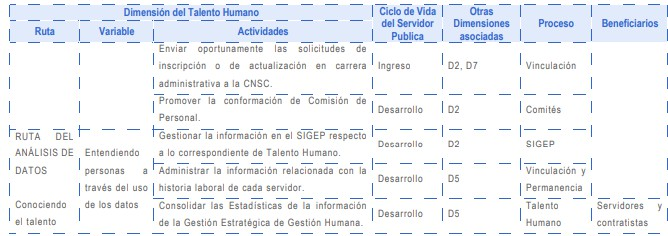 Dimensión del Talento Humano
Ciclo de Vida del Servidor Publica
Otras Dimensiones asociadas
Proceso
Beneficiarios
Ruta
Variable
Actividades
Enviar oportunamente las solicitudes de
inscripción o de actualización en carrera
administrativa a la CNSC.
Ingreso
D2, D7
Vinculación
Promover la conformación de Comisión de
Personal.
Desarrollo
D2
Comités
RUTA DEL
ANÁLISIS DE
DATOS
Conociendo
el talento
Entendiendo
personas a
través del uso
de los datos
Gestionar la información en el SIGEP respecto
a lo correspondiente de Talento Humano.
Desarrollo
D2
SIGEP
Administrar la información relacionada con la
historia laboral de cada servidor.
Desarrollo
D5
Vinculación y
Permanencia
Consolidar las Estadísticas de la información
de la Gestión Estratégica de Gestión Humana.
Desarrollo
D5
Talento
Humano
Servidores y
contratistas